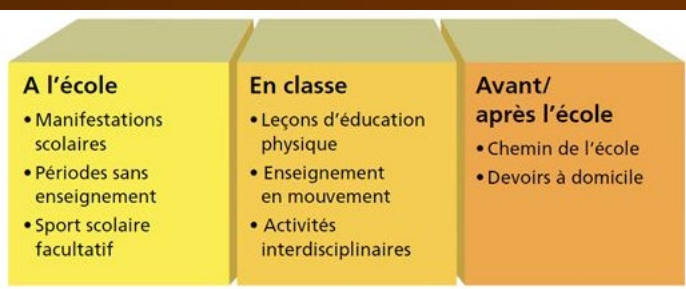 A l'école
• Manifestations
scolaires
• Périodes sans
enseignement
• Sport scolaire
facultatif
En classe
• Leçons d'éducation
physique
• Enseignement
en mouvement
• Activités
interdisciplinaires
Avant/
après l'école
• Chemin de l'école
• Devoirs à domicile